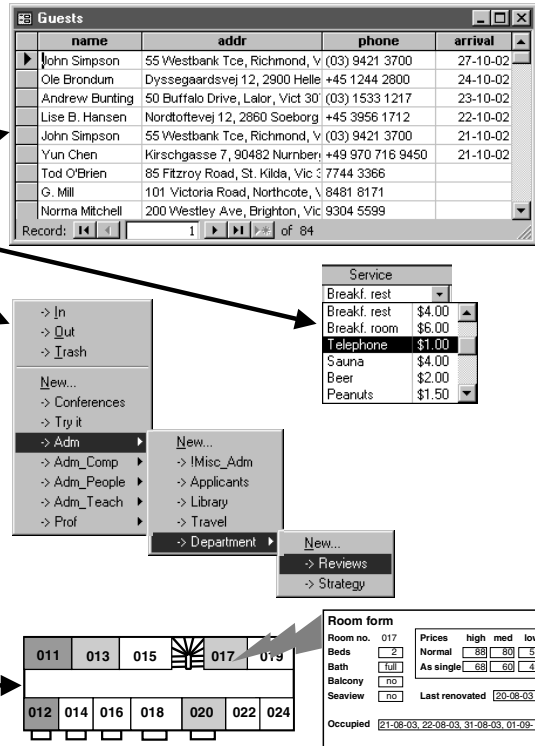 Guests
name addr phone arrival
John Simpson 55 Westbank Tce, Richmond, V (03) 9421 3700 27-10-02
Ole Brondum Dyssegaardsvej 12, 2900 Helle +45 1244 2800 24-10-02
Andrew Bunting 50 Buffalo Drive, Lalor, Vict 30 (03) 1533 1217 23-10-02
Lise B. Hansen Nordtoftevej 12, 2860 Soeborg +45 3956 1712 22-10-02
John Simpson 55 Westbank Tce, Richmond, V (03) 9421 3700 21-10-02
Yun Chen Kirschgasse 7, 90482 Nurnber +49 970 716 9450 21-10-02
Tod O'Brien 85 Fitzroy Road, St. Kilda, Vic 3 7744 3366
G. Mill 101 Victoria Road, Northcote, V 8481 8171
Norma Mitchell 200 Westley Ave, Brighton, Vic 9304 5599
Record: 1 of 84
Service
Breakf. rest
Breakf. rest $4.00
Breakf. room $6.00
Telephone $1.00
Sauna $4.00
Beer $2.00
Peanuts $1.50
-> In
-> Out
-> Trash
New...
-> Conferences
-> Try it
-> Adm
-> Adm_Comp
-> Adm_People
-> Adm_Teach
-> Prof
New...
-> !Misc_Adm
-> Applicants
-> Library
-> Travel
-> Department
New...
-> Reviews
-> Strategy
011 013 015 017 019
012 014 016 018 020 022 024
Room form
Room no. 017 Prices high med low
Beds 2 Normal 88 80 5
Bath full As single 68 60 4
Balcony no
Seaview no Last renovated 20-08-03
Occupied 21-08-03, 22-08-03, 31-08-03, 01-09-